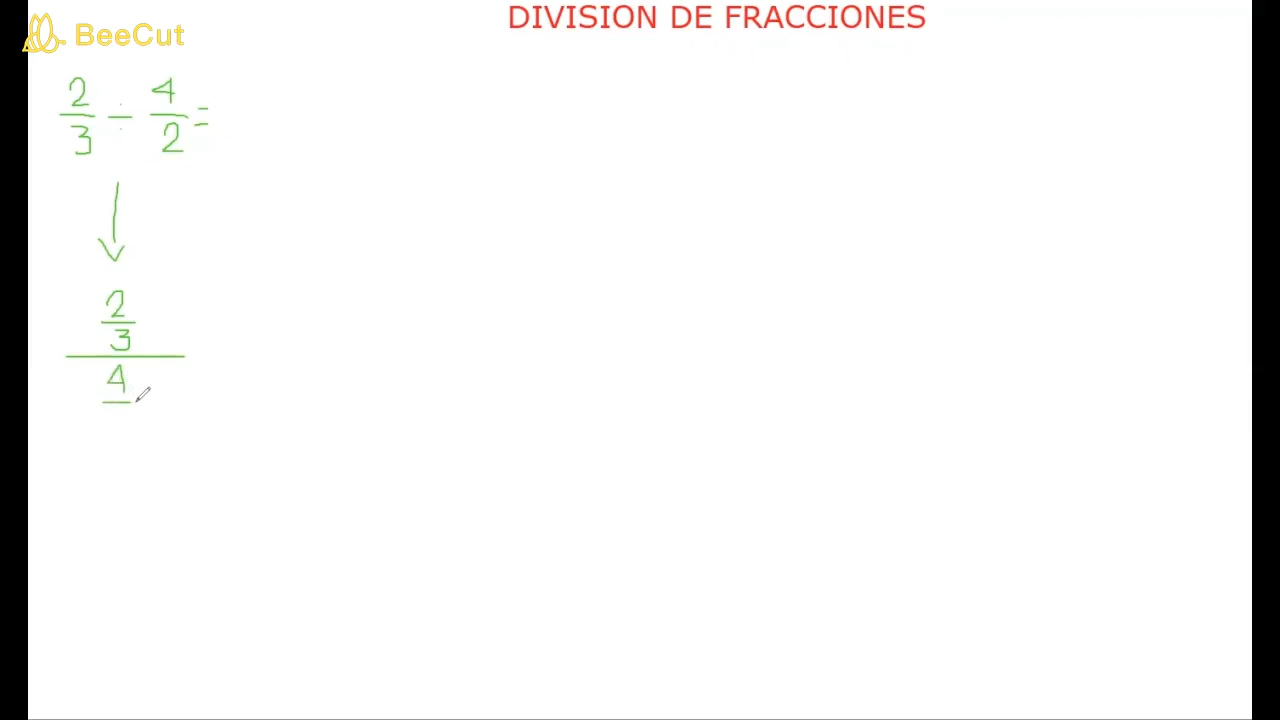 BeeCut
DIVISION DE FRACCIONES
2/3 ÷ 4/2 =
2
3
4